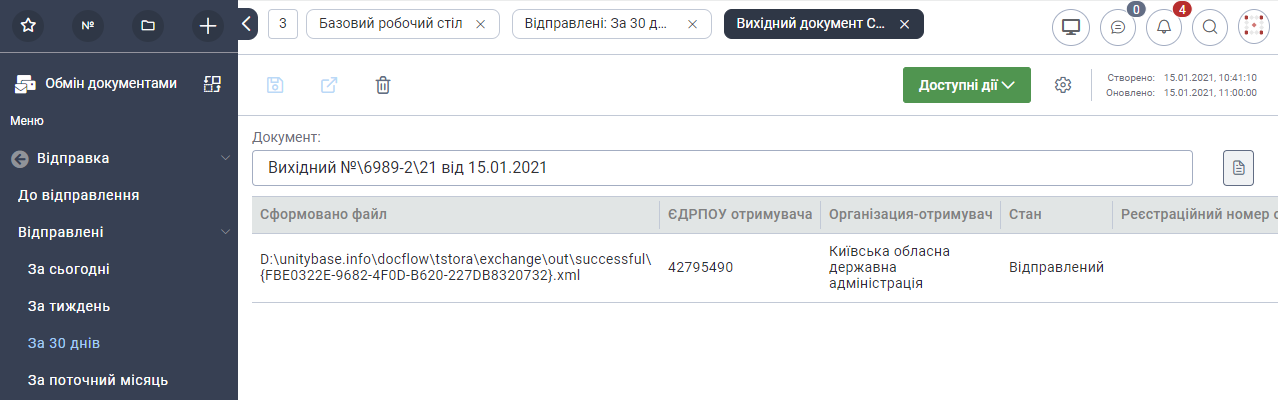 №
3
Базовий робочий стіл
Відправлені: За 30 д...
Вихідний документ С...
0
4
Обмін документами
Меню
Відправка
До відправлення
Відправлені
За сьогодні
За тиждень
За 30 днів
За поточний місяць
Доступні дії
Створено: 15.01.2021, 10:41:10
Оновлено: 15.01.2021, 11:00:00
Документ:
Вихідний №\6989-2\21 від 15.01.2021
Сформовано файл ЄДРПОУ отримувача Організація-отримувач Стан Реєстраційний номер
D:\unitybase.info\docflow\tstora\exchange\out\successful\
{FBE0322E-9682-4F0D-B620-227DB8320732}.xml
42795490
Київська обласна
державна
адміністрація
Відправлений